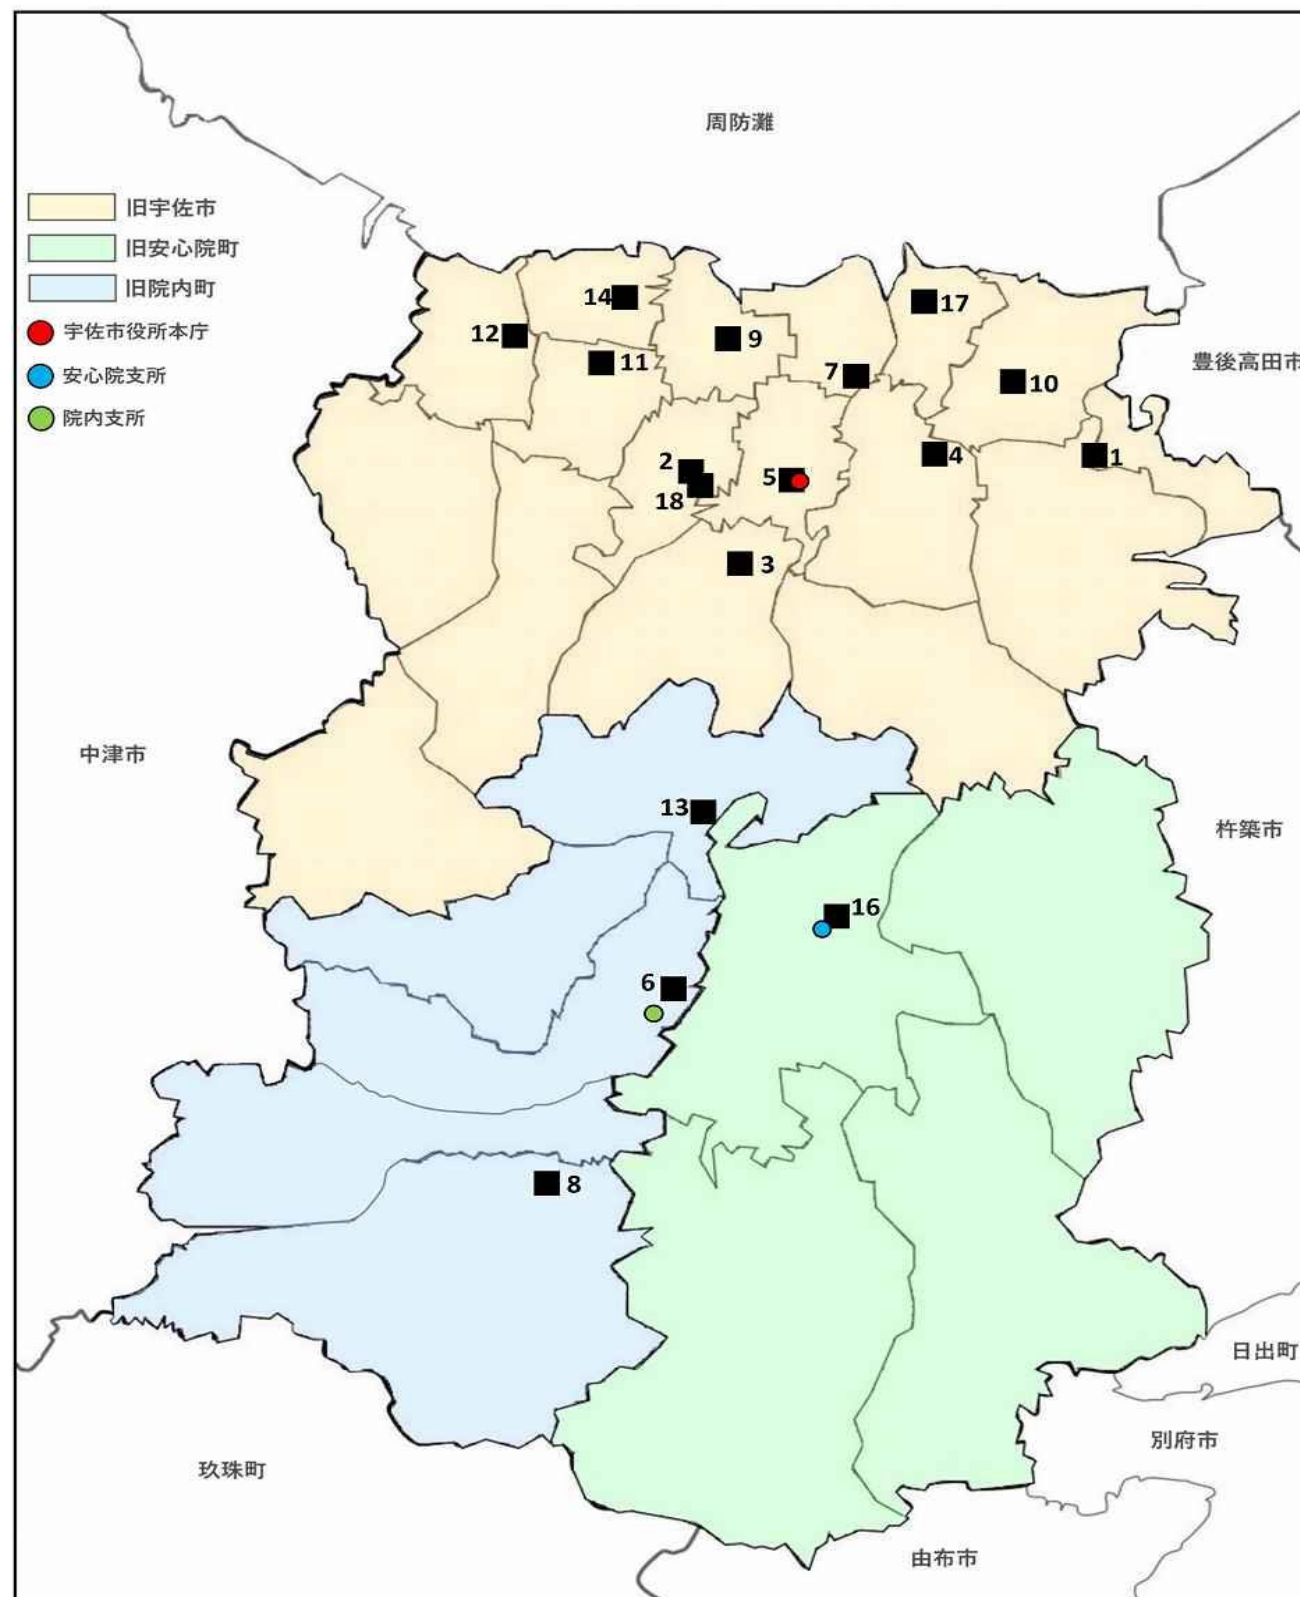 周防灘
旧宇佐市
旧安心院町
旧院内町
宇佐市役所本庁
安心院支所
院内支所
14
17
12
9
11
7
10
豊後高田市
4
1
2
5
18
3
中津市
13
杵築市
16
6
8
日出町
別府市
玖珠町
由布市